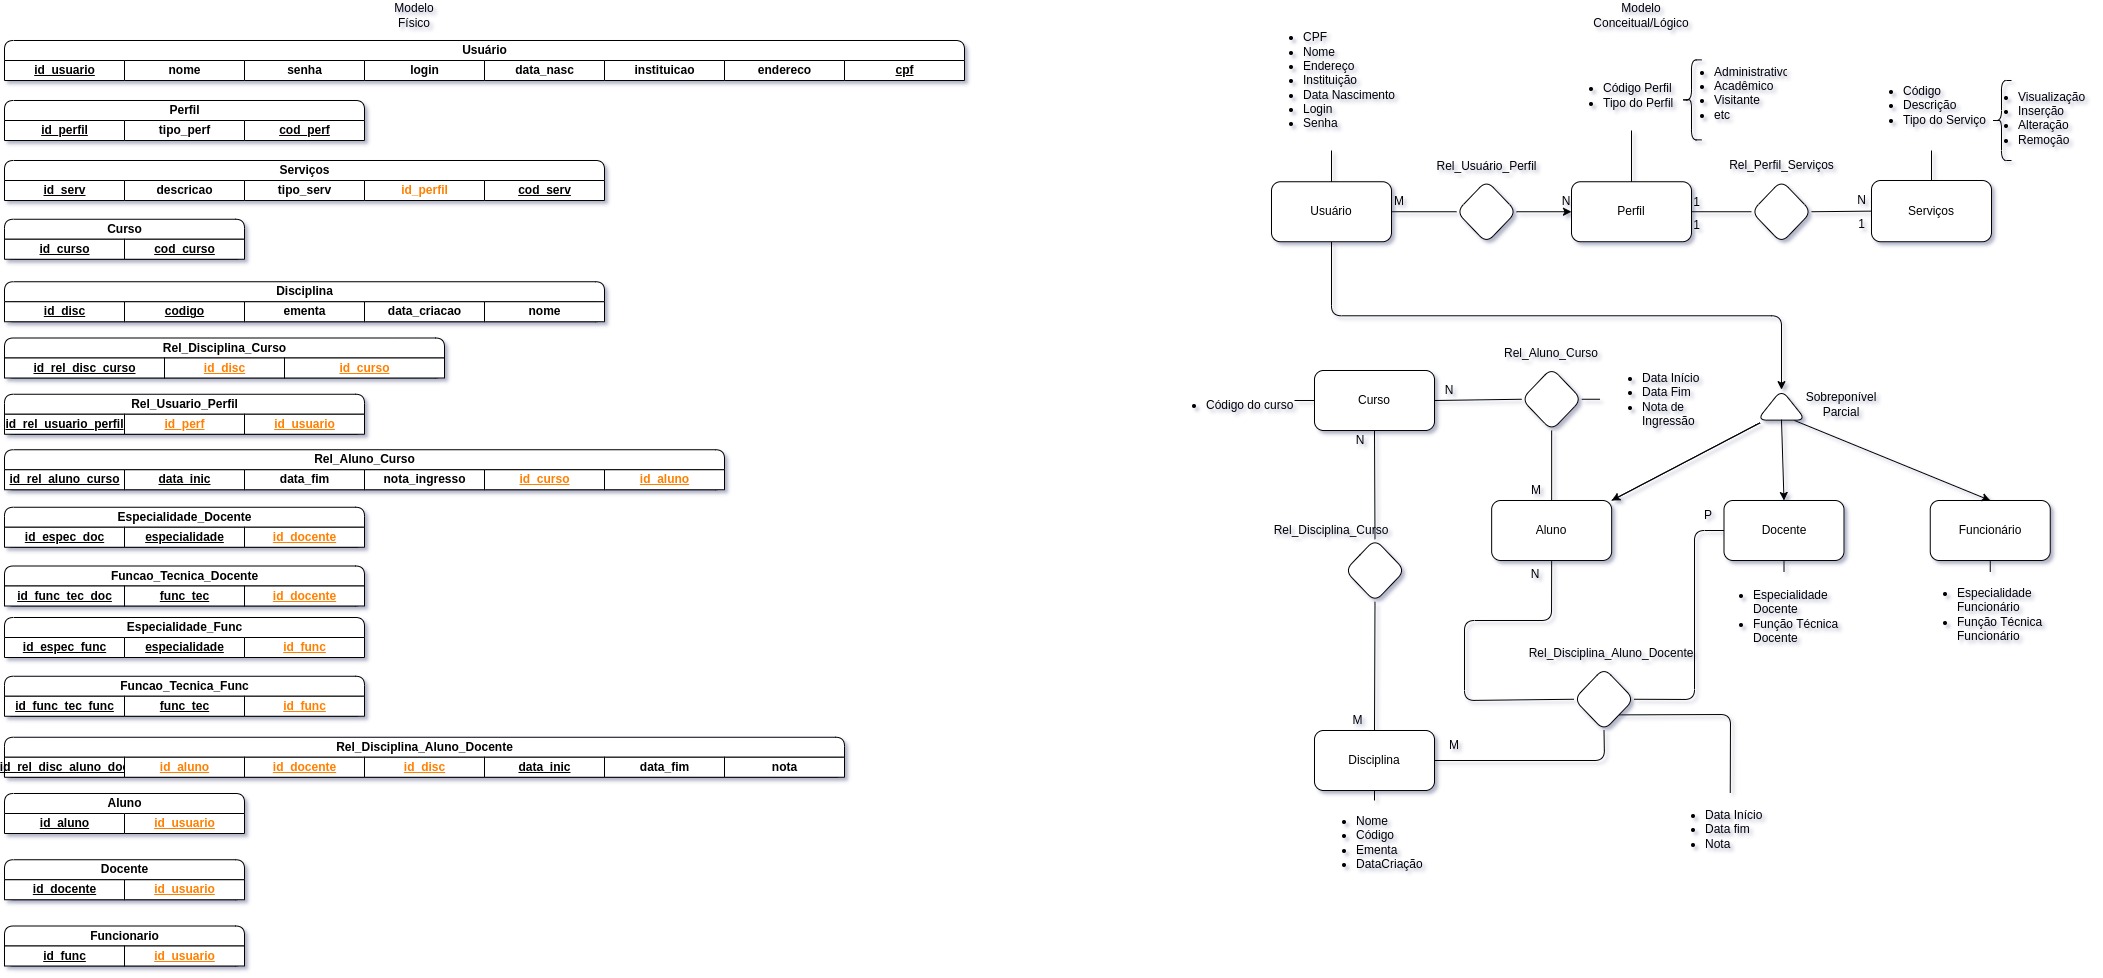 Modelo
Físico
Usuário
id_usuario nome senha login data_nasc instituicao endereco cpf
Perfil
id_perfil tipo_perf cod_perf
Serviços
id_serv descricao tipo_serv id_perfil cod_serv
Curso
id_curso cod_curso
Disciplina
id_disc codigo ementa data_criacao nome
Rel_Disciplina_Curso
id_rel_disc_curso id_disc id_curso
Rel_Usuario_Perfil
id_rel_usuario_perfil id_perf id_usuario
Rel_Aluno_Curso
id_rel_aluno_curso data_inic data_fim nota_ingresso id_curso id_aluno
Especialidade_Docente
id_espec_doc especialidade id_docente
Funcao_Tecnica_Docente
id_func_tec_doc func_tec id_docente
Especialidade_Func
id_espec_func especialidade id_func
Funcao_Tecnica_Func
id_func_tec_func func_tec id_func
Rel_Disciplina_Aluno_Docente
id_rel_disc_aluno_doc id_aluno id_docente id_disc data_inic data_fim nota
Aluno
id_aluno id_usuario
Docente
id_docente id_usuario
Funcionario
id_func id_usuario
Modelo
Conceitual/Lógico
CPF
Nome
Endereço
Instituição
Data Nascimento
Login
Senha
Código Perfil
Tipo do Perfil
Administrativo
Acadêmico
Visitante
etc
Código
Descrição
Tipo do Serviço
Visualização
Inserção
Alteração
Remoção
Rel_Usuário_Perfil
Rel_Perfil_Serviços
Usuário
M
N
Perfil
1
1
N
1
Serviços
Rel_Aluno_Curso
Código do curso
Curso
N
N
Data Início
Data Fim
Nota de
Ingressão
Sobreponível
Parcial
M
Aluno
N
P
Docente
Funcionário
Rel_Disciplina_Curso
Especialidade
Docente
Função Técnica
Docente
Especialidade
Funcionário
Função Técnica
Funcionário
Rel_Disciplina_Aluno_Docente
M
Disciplina
M
Nome
Código
Ementa
DataCriação
Data Início
Data fim
Nota